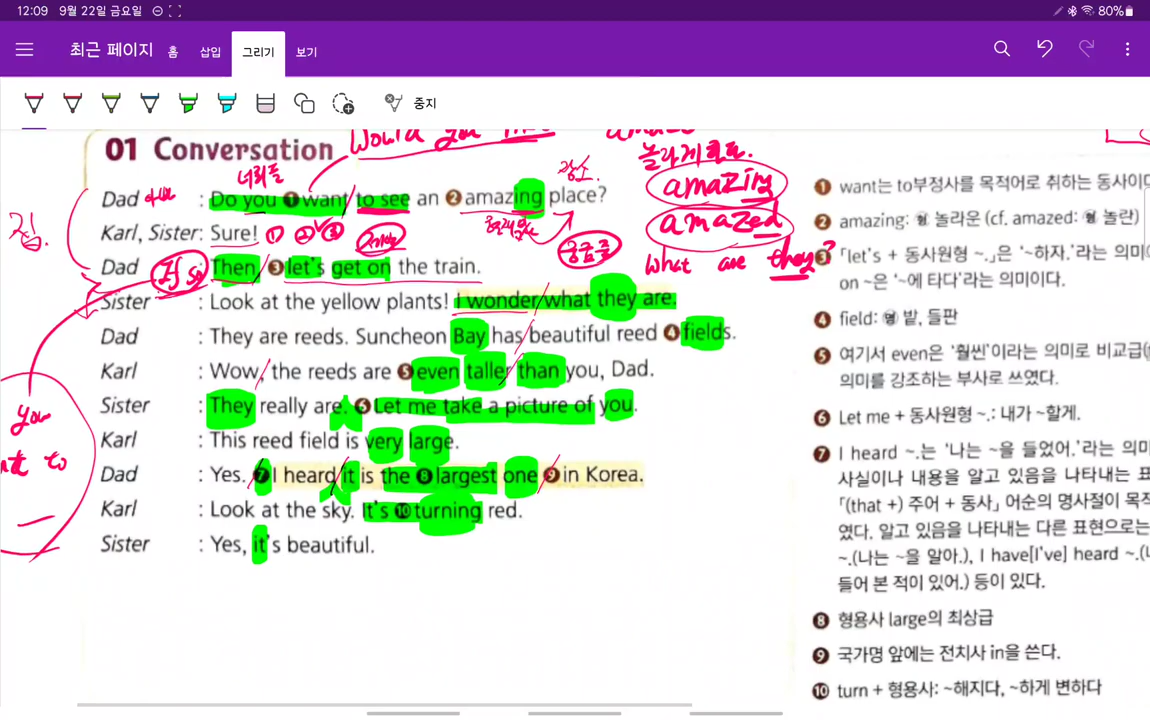 12:09 9월 22일 금요일 80%
최근 페이지 홈 삽입 그리기 보기
중지
Would you
01 Conversation
너희들
놀라게
장소
amazing
amazed
what are they?
Dad : Do you ❶ want to see an ❷ amazing place?
Karl, Sister : Sure! ① ② ③
궁금증
If so
Dad : Then, ❸ let's get on the train.
Sister : Look at the yellow plants! I wonder what they are.
Dad : They are reeds. Suncheon Bay has beautiful reed ❹ fields.
Karl : Wow, the reeds are ❺ even taller than you, Dad.
Sister : They really are. ❻ Let me take a picture of you.
you
to
Karl : This reed field is very large.
Dad : Yes. ❼ I heard it is the ❽ largest one ❾ in Korea.
Karl : Look at the sky. It's ❿ turning red.
Sister : Yes, it's beautiful.
❶ want는 to부정사를 목적어로 취하는 동사이다
❷ amazing: 형 놀라운 (cf. amazed: 형 놀란)
❸ 「let's + 동사원형 ~.」은 '~하자.'라는 의미
on ~은 '~에 타다'라는 의미이다.
❹ field: 명 밭, 들판
❺ 여기서 even은 '훨씬'이라는 의미로 비교급
의미를 강조하는 부사로 쓰였다.
❻ Let me + 동사원형 ~.: 내가 ~할게.
❼ I heard ~.는 '나는 ~을 들었어.'라는 의미
사실이나 내용을 알고 있음을 나타내는 표
「(that +) 주어 + 동사」 어순의 명사절이 목적
였다. 알고 있음을 나타내는 다른 표현으로는
~.(나는 ~을 알아.), I have[I've] heard ~.(
들어 본 적이 있어.) 등이 있다.
❽ 형용사 large의 최상급
❾ 국가명 앞에는 전치사 in을 쓴다.
❿ turn + 형용사: ~해지다, ~하게 변하다